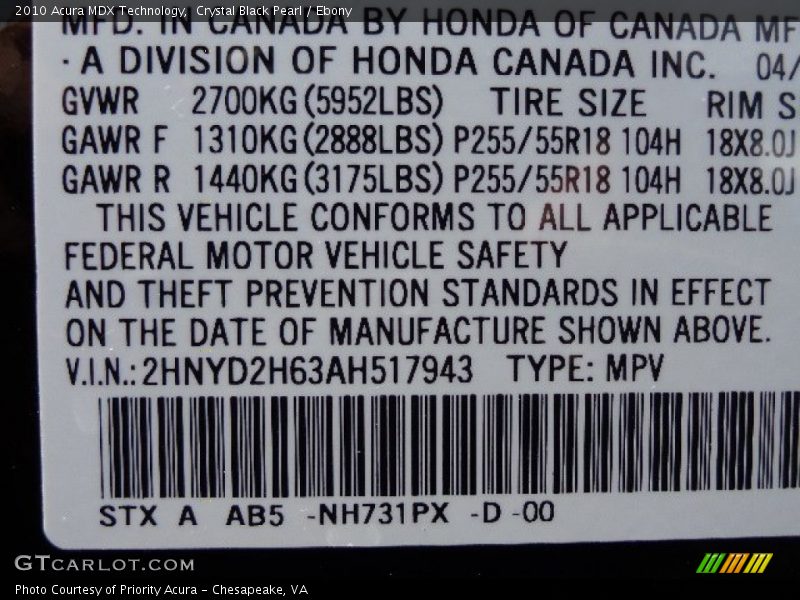 2010 Acura MDX Technology, Crystal Black Pearl / Ebony
MFD. IN CANADA BY HONDA OF CANADA MF
· A DIVISION OF HONDA CANADA INC. 04/
GVWR 2700KG(5952LBS) TIRE SIZE RIM S
GAWR F 1310KG(2888LBS) P255/55R18 104H 18X8.0J
GAWR R 1440KG(3175LBS) P255/55R18 104H 18X8.0J
THIS VEHICLE CONFORMS TO ALL APPLICABLE
FEDERAL MOTOR VEHICLE SAFETY
AND THEFT PREVENTION STANDARDS IN EFFECT
ON THE DATE OF MANUFACTURE SHOWN ABOVE.
V.I.N.: 2HNYD2H63AH517943 TYPE: MPV
STX A AB5 -NH731PX -D -00
GTCARLOT.COM
Photo Courtesy of Priority Acura – Chesapeake, VA